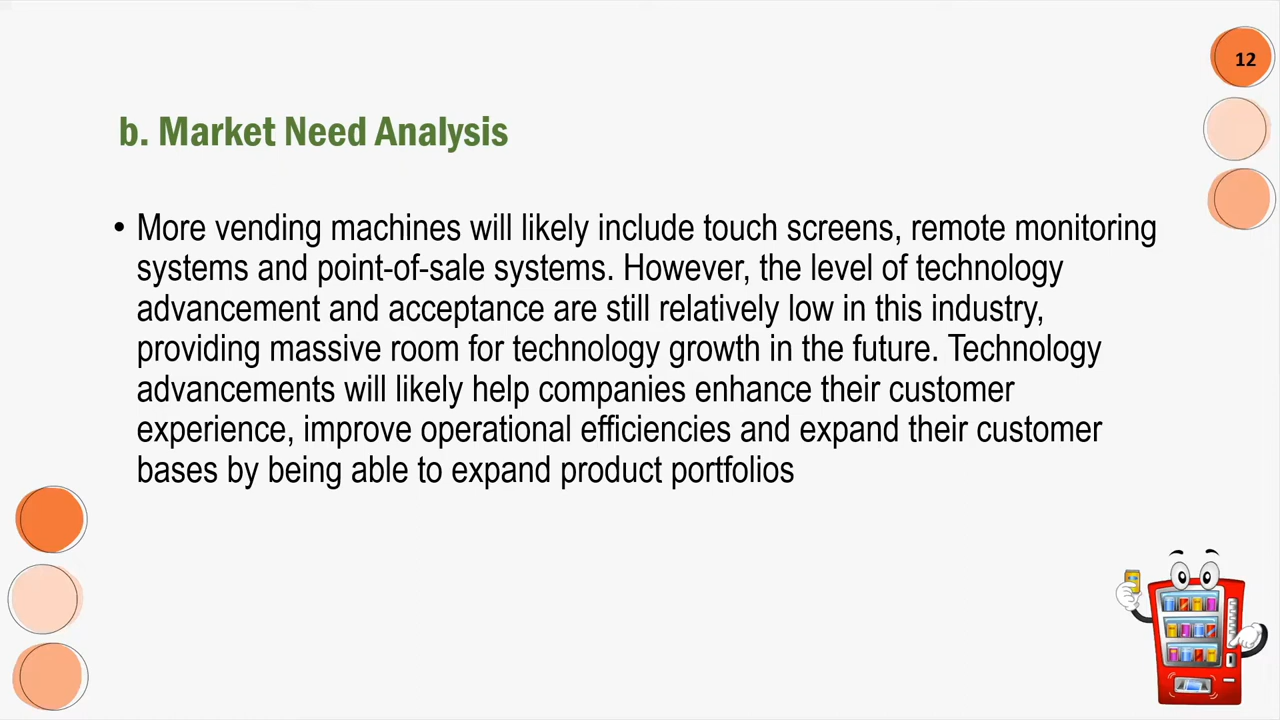 12
b. Market Need Analysis
• More vending machines will likely include touch screens, remote monitoring
systems and point-of-sale systems. However, the level of technology
advancement and acceptance are still relatively low in this industry,
providing massive room for technology growth in the future. Technology
advancements will likely help companies enhance their customer
experience, improve operational efficiencies and expand their customer
bases by being able to expand product portfolios